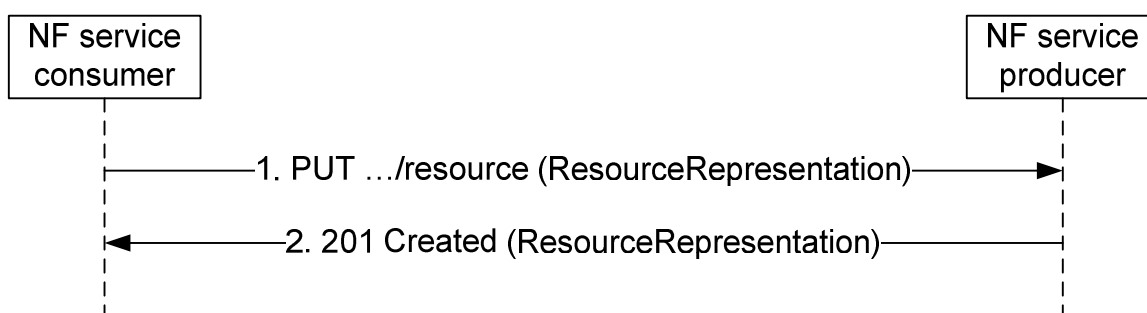 NF service
consumer
NF service
producer
1. PUT …/resource (ResourceRepresentation)
2. 201 Created (ResourceRepresentation)